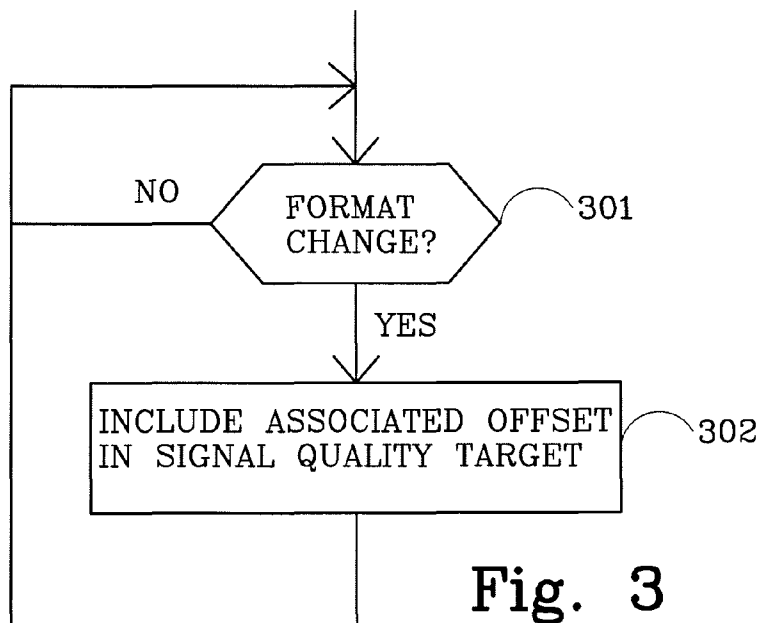 NO
FORMAT
CHANGE?
301
YES
INCLUDE ASSOCIATED OFFSET
IN SIGNAL QUALITY TARGET
302
Fig. 3